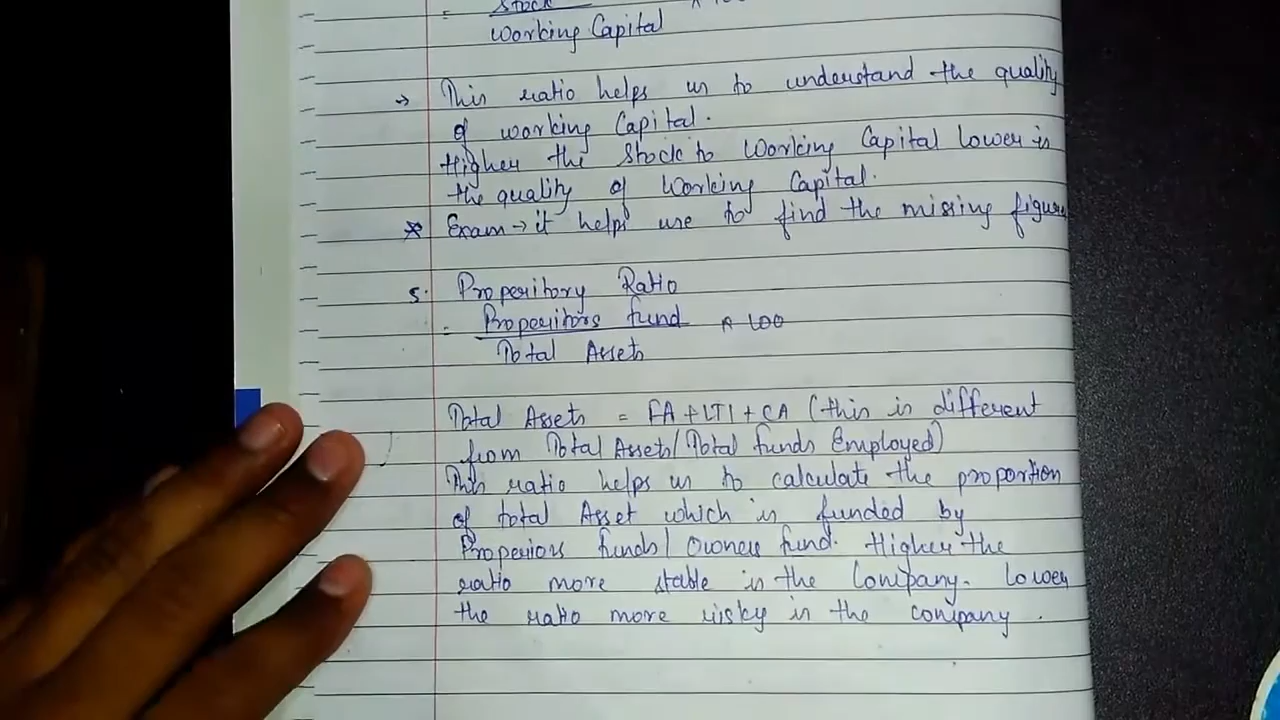 = Stock
Working Capital
→ This ratio helps us to understand the quality
of working Capital.
Higher the Stock to Working Capital Lower is
the quality of Working Capital.
* Exam → it helps use to find the missing figure
5. Properitory Ratio
= Properitors fund × 100
Total Assets
Total Assets = FA + LTI + CA (this is different
from Total Assets/Total funds Employed)
This ratio helps us to calculate the proportion
of total Asset which is funded by
funds/ Owners fund. Higher the
ratio more stable is the Company. Lower
the ratio more risky is the company.